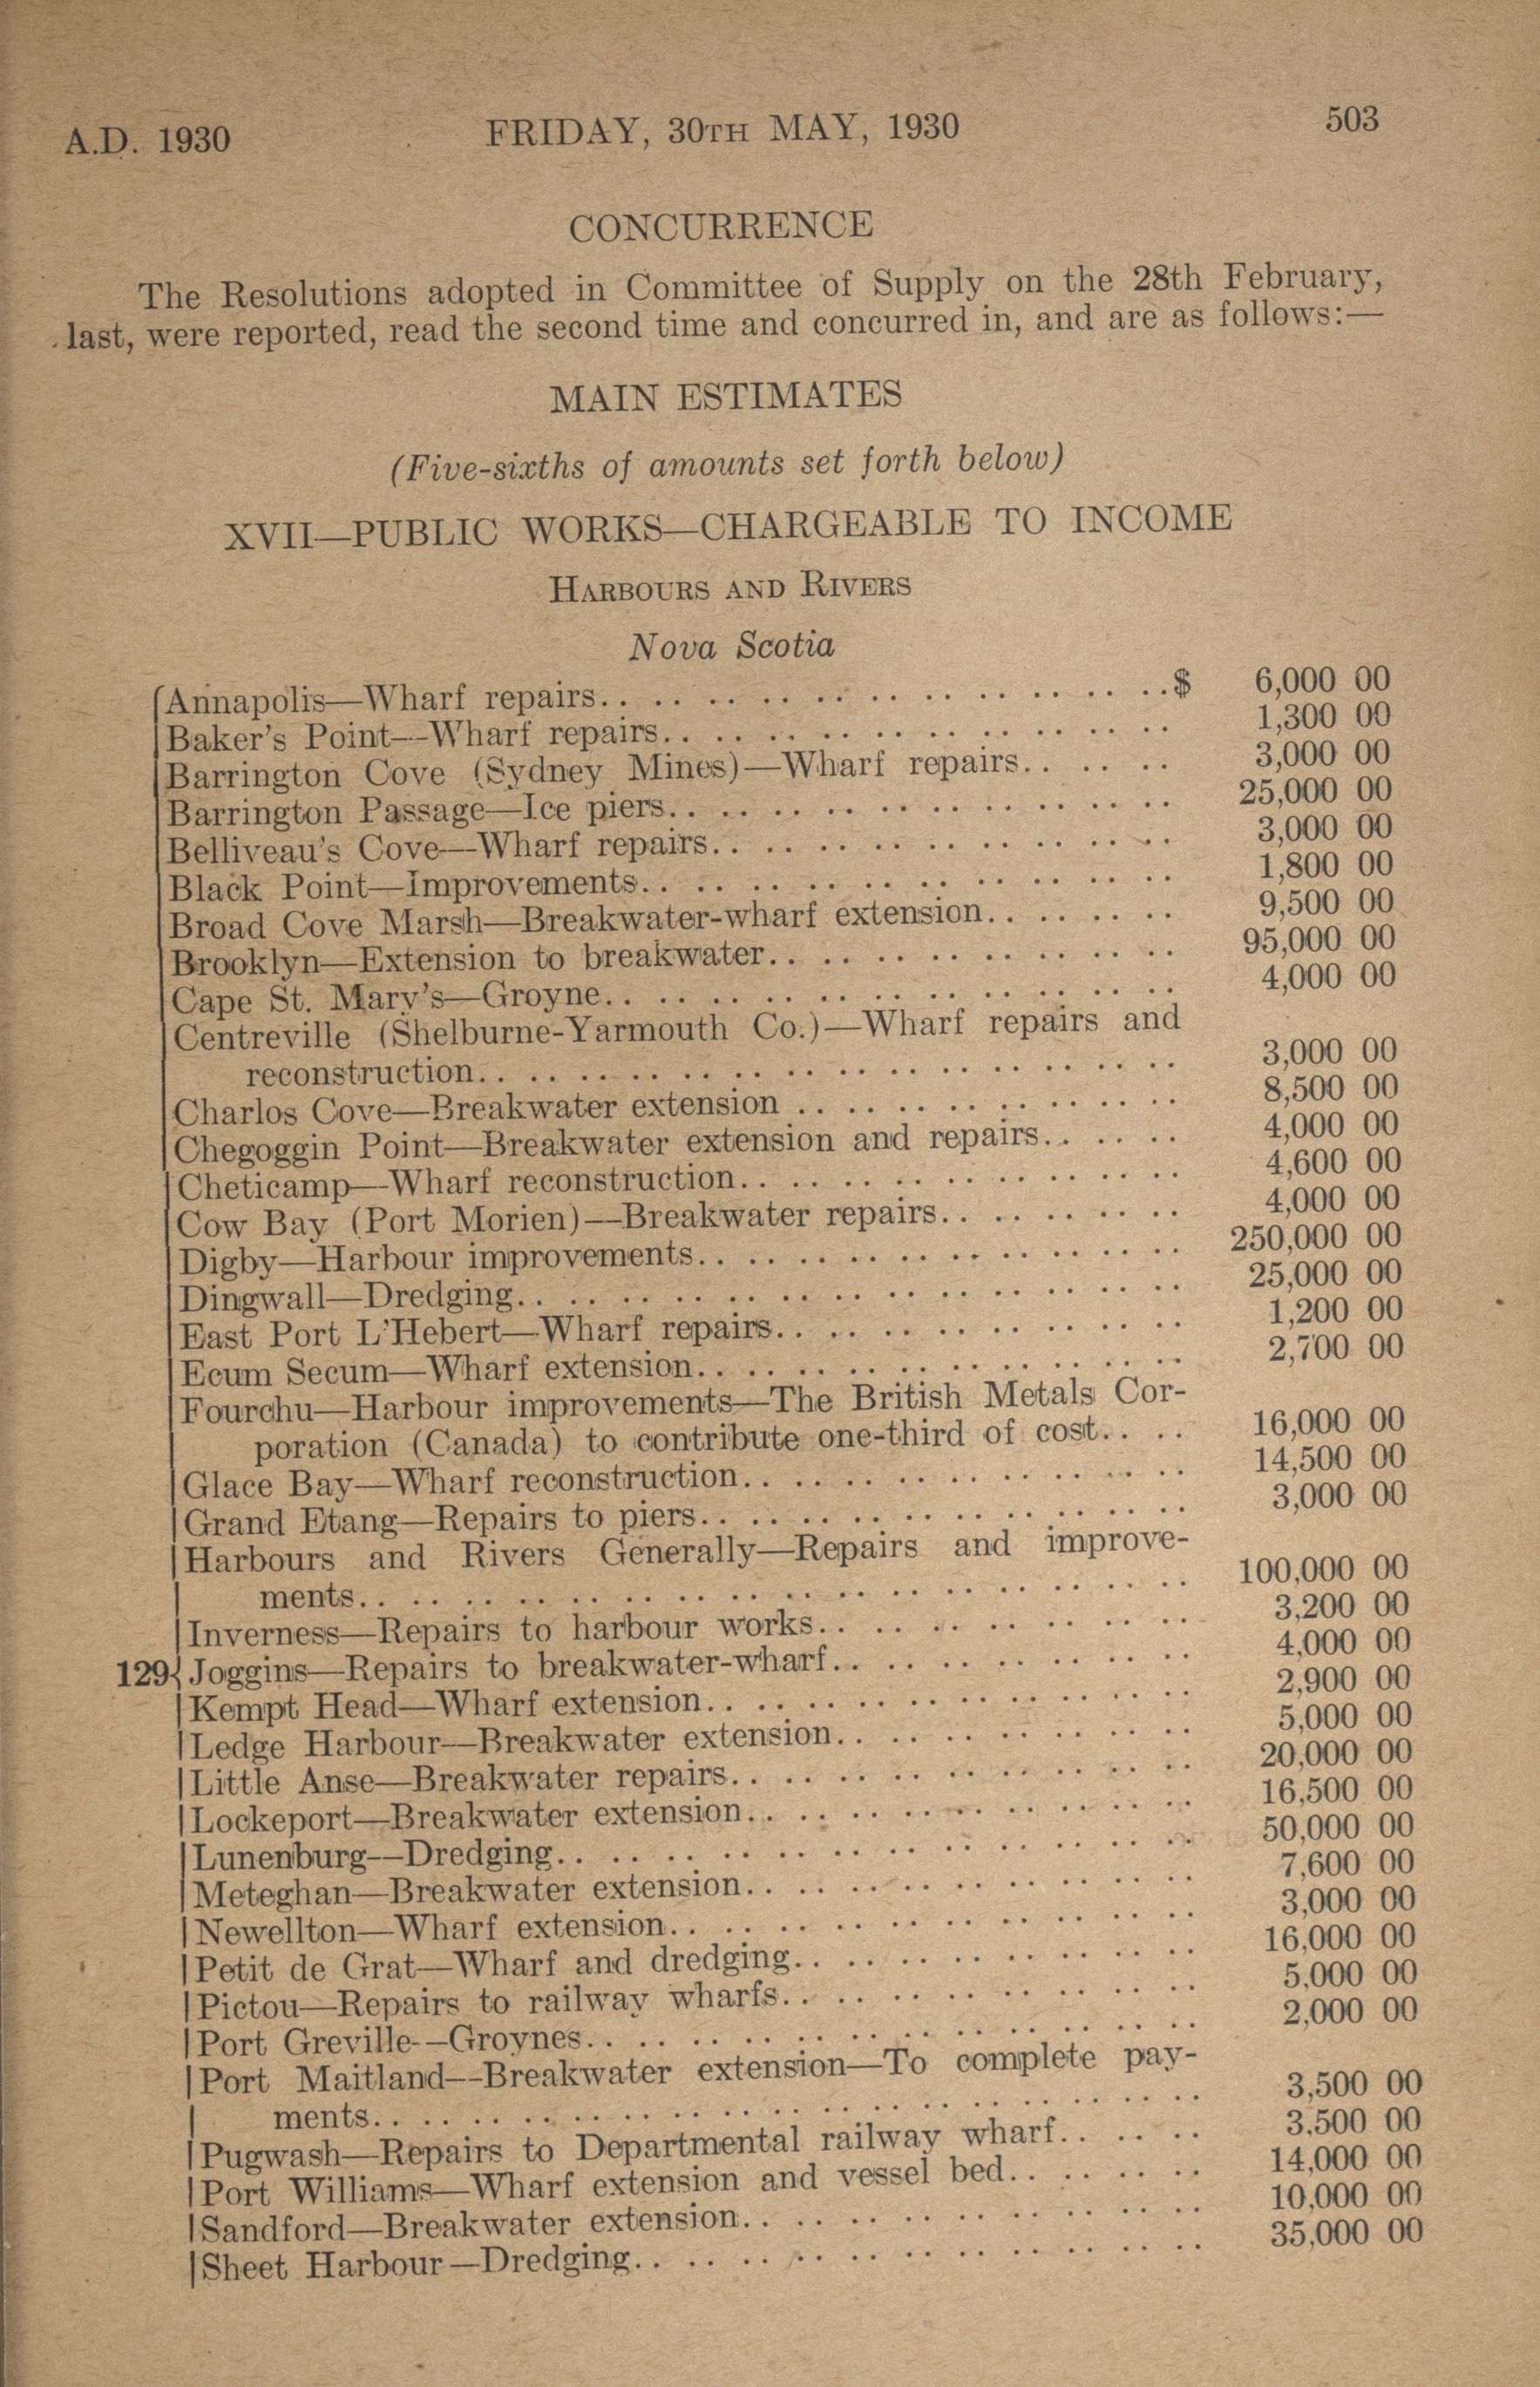 A.D. 1930 FRIDAY, 30TH MAY, 1930 503
CONCURRENCE
The Resolutions adopted in Committee of Supply on the 28th February,
last, were reported, read the second time and concurred in, and are as follows:—
MAIN ESTIMATES
(Five-sixths of amounts set forth below)
XVII—PUBLIC WORKS—CHARGEABLE TO INCOME
HARBOURS AND RIVERS
Nova Scotia
Annapolis—Wharf repairs.. .. .. .. .. .. .. .. .. .. ..$ 6,000 00
Baker's Point—Wharf repairs.. .. .. .. .. .. .. .. .. .. 1,300 00
Barrington Cove (Sydney Mines)—Wharf repairs.. .. .. 3,000 00
Barrington Passage—Ice piers.. .. .. .. .. .. .. .. .. .. 25,000 00
Belliveau's Cove—Wharf repairs.. .. .. .. .. .. .. .. .. 3,000 00
Black Point—Improvements.. .. .. .. .. .. .. .. .. .. 1,800 00
Broad Cove Marsh—Breakwater-wharf extension.. .. .. .. 9,500 00
Brooklyn—Extension to breakwater.. .. .. .. .. .. .. .. 95,000 00
Cape St. Mary's—Groyne.. .. .. .. .. .. .. .. .. .. .. 4,000 00
Centreville (Shelburne-Yarmouth Co.)—Wharf repairs and
reconstruction.. .. .. .. .. .. .. .. .. .. .. .. .. .. 3,000 00
Charlos Cove—Breakwater extension .. .. .. .. .. .. .. .. 8,500 00
Chegoggin Point—Breakwater extension and repairs.. .. .. 4,000 00
Cheticamp—Wharf reconstruction.. .. .. .. .. .. .. .. .. 4,600 00
Cow Bay (Port Morien)—Breakwater repairs.. .. .. .. .. 4,000 00
Digby—Harbour improvements.. .. .. .. .. .. .. .. .. .. 250,000 00
Dingwall—Dredging.. .. .. .. .. .. .. .. .. .. .. .. .. 25,000 00
East Port L'Hebert—Wharf repairs.. .. .. .. .. .. .. .. 1,200 00
Ecum Secum—Wharf extension.. .. .. .. .. .. .. .. .. .. 2,700 00
Fourchu—Harbour improvements—The British Metals Cor-
poration (Canada) to contribute one-third of cost.. .. 16,000 00
Glace Bay—Wharf reconstruction.. .. .. .. .. .. .. .. .. 14,500 00
Grand Etang—Repairs to piers.. .. .. .. .. .. .. .. .. .. 3,000 00
Harbours and Rivers Generally—Repairs and improve-
ments.. .. .. .. .. .. .. .. .. .. .. .. .. .. .. .. 100,000 00
Inverness—Repairs to harbour works.. .. .. .. .. .. .. 3,200 00
129 Joggins—Repairs to breakwater-wharf.. .. .. .. .. .. .. 4,000 00
Kempt Head—Wharf extension.. .. .. .. .. .. .. .. .. .. 2,900 00
Ledge Harbour—Breakwater extension.. .. .. .. .. .. .. 5,000 00
Little Anse—Breakwater repairs.. .. .. .. .. .. .. .. .. 20,000 00
Lockeport—Breakwater extension.. .. .. .. .. .. .. .. .. 16,500 00
Lunenburg—Dredging.. .. .. .. .. .. .. .. .. .. .. .. 50,000 00
Meteghan—Breakwater extension.. .. .. .. .. .. .. .. .. 7,600 00
Newellton—Wharf extension.. .. .. .. .. .. .. .. .. .. 3,000 00
Petit de Grat—Wharf and dredging.. .. .. .. .. .. .. .. 16,000 00
Pictou—Repairs to railway wharfs.. .. .. .. .. .. .. .. 5,000 00
Port Greville—Groynes.. .. .. .. .. .. .. .. .. .. .. .. 2,000 00
Port Maitland—Breakwater extension—To complete pay-
ments.. .. .. .. .. .. .. .. .. .. .. .. .. .. .. .. 3,500 00
Pugwash—Repairs to Departmental railway wharf.. .. .. 3,500 00
Port Williams—Wharf extension and vessel bed.. .. .. .. 14,000 00
Sandford—Breakwater extension.. .. .. .. .. .. .. .. .. 10,000 00
Sheet Harbour—Dredging.. .. .. .. .. .. .. .. .. .. .. 35,000 00